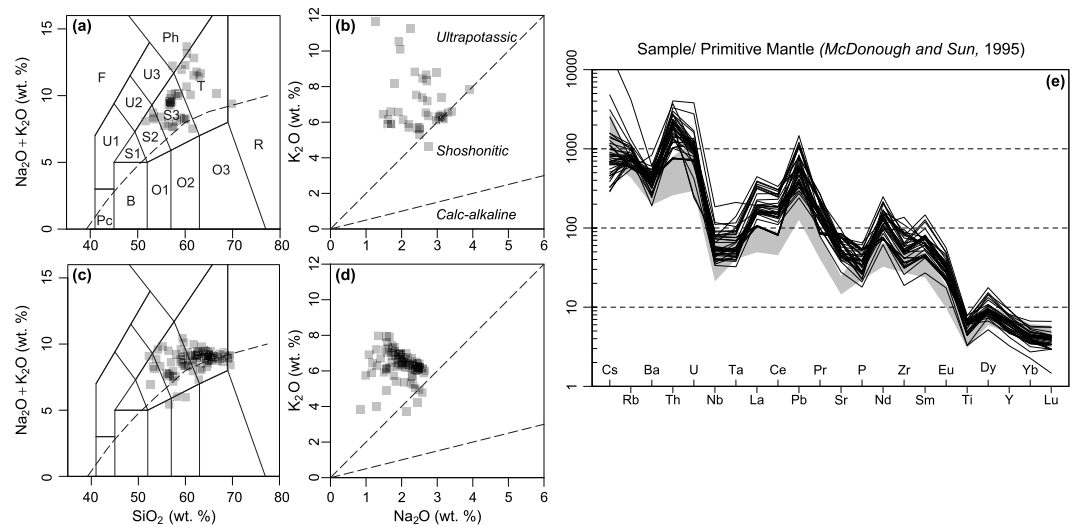 (a)
Na₂O + K₂O (wt. %)
15
10
5
0
40
50
60
70
80
F
Ph
U3
T
U2
S3
U1
S2
S1
R
O3
O2
O1
B
Pc
(b)
K₂O (wt. %)
12
10
8
6
4
2
0
0
1
2
3
4
5
6
Ultrapotassic
Shoshonitic
Calc-alkaline
(c)
Na₂O + K₂O (wt. %)
15
10
5
0
40
50
60
70
80
SiO₂ (wt. %)
(d)
K₂O (wt. %)
12
10
8
6
4
2
0
0
1
2
3
4
5
6
Na₂O (wt. %)
Sample/ Primitive Mantle (McDonough and Sun, 1995)
(e)
10000
1000
100
10
1
Cs Ba Th U Nb Ta La Ce Pb Pr P Zr Eu Dy Yb
Rb Sr Nd Sm Ti Y Lu